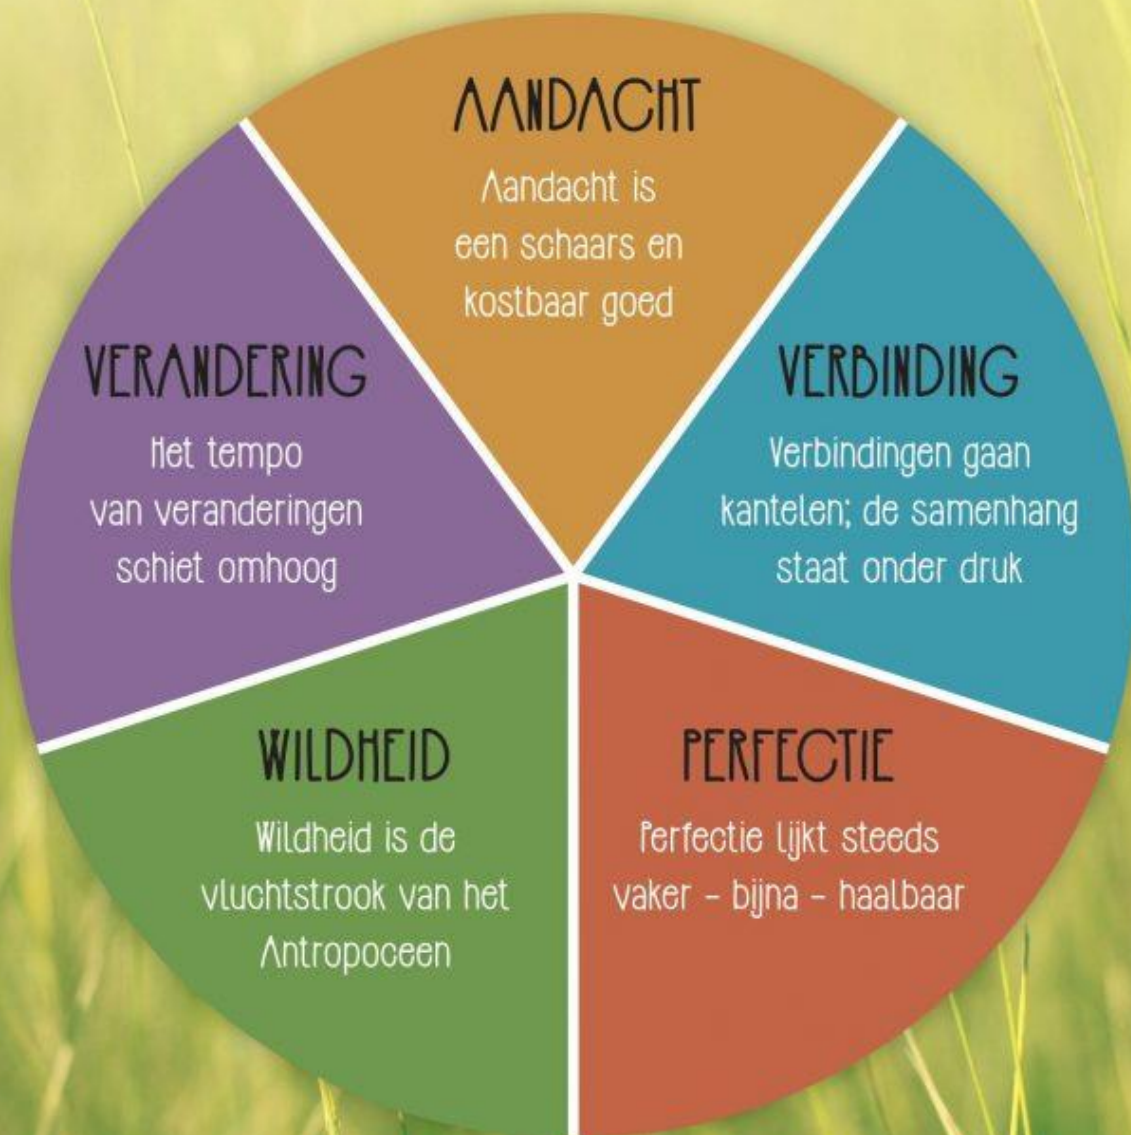 AANDACHT
Aandacht is
een schaars en
kostbaar goed
VERBINDING
Verbindingen gaan
kantelen; de samenhang
staat onder druk
PERFECTIE
Perfectie lijkt steeds
vaker – bijna – haalbaar
WILDHEID
Wildheid is de
vluchtstrook van het
Antropoceen
VERANDERING
Het tempo
van veranderingen
schiet omhoog